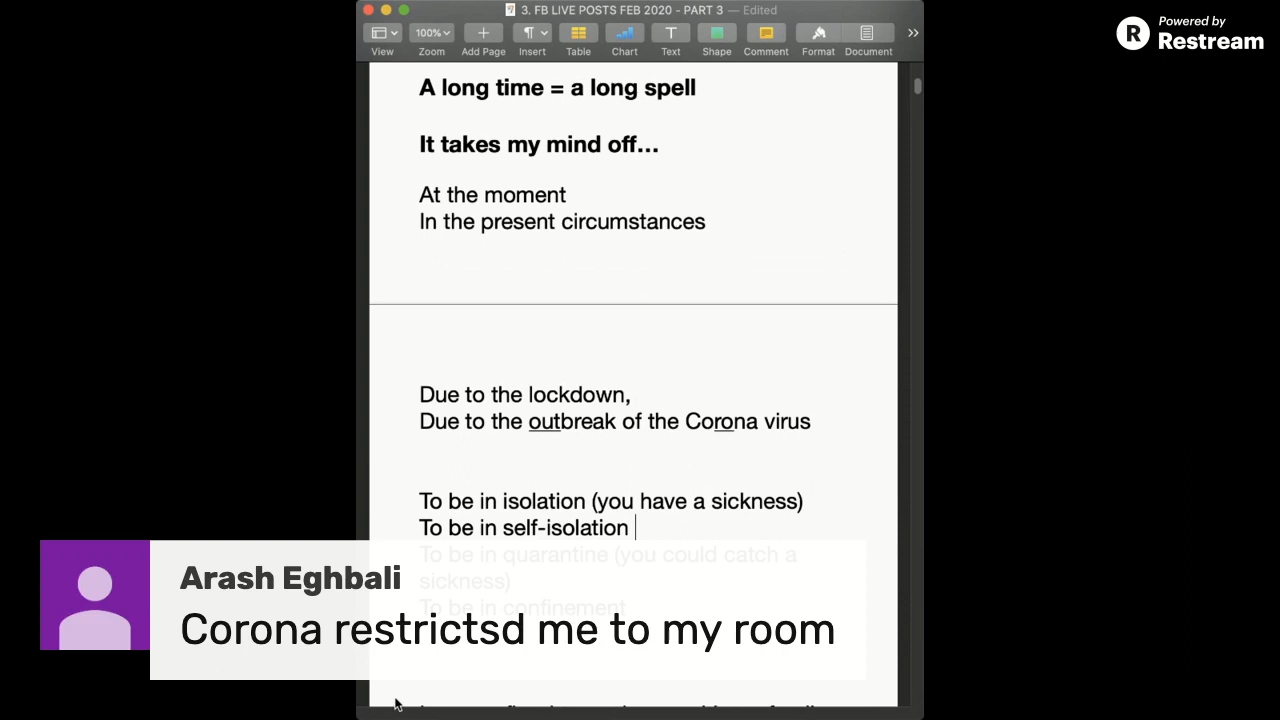 3. FB LIVE POSTS FEB 2020 - PART 3 — Edited
Powered by
Restream
R
100%
View Zoom Add Page Insert Table Chart Text Shape Comment Format Document
A long time = a long spell
It takes my mind off...
At the moment
In the present circumstances
Due to the lockdown,
Due to the outbreak of the Corona virus
To be in isolation (you have a sickness)
To be in self-isolation
To be in quarantine (you could catch a
sickness)
To be in confinement
Arash Eghbali
Corona restrictsd me to my room